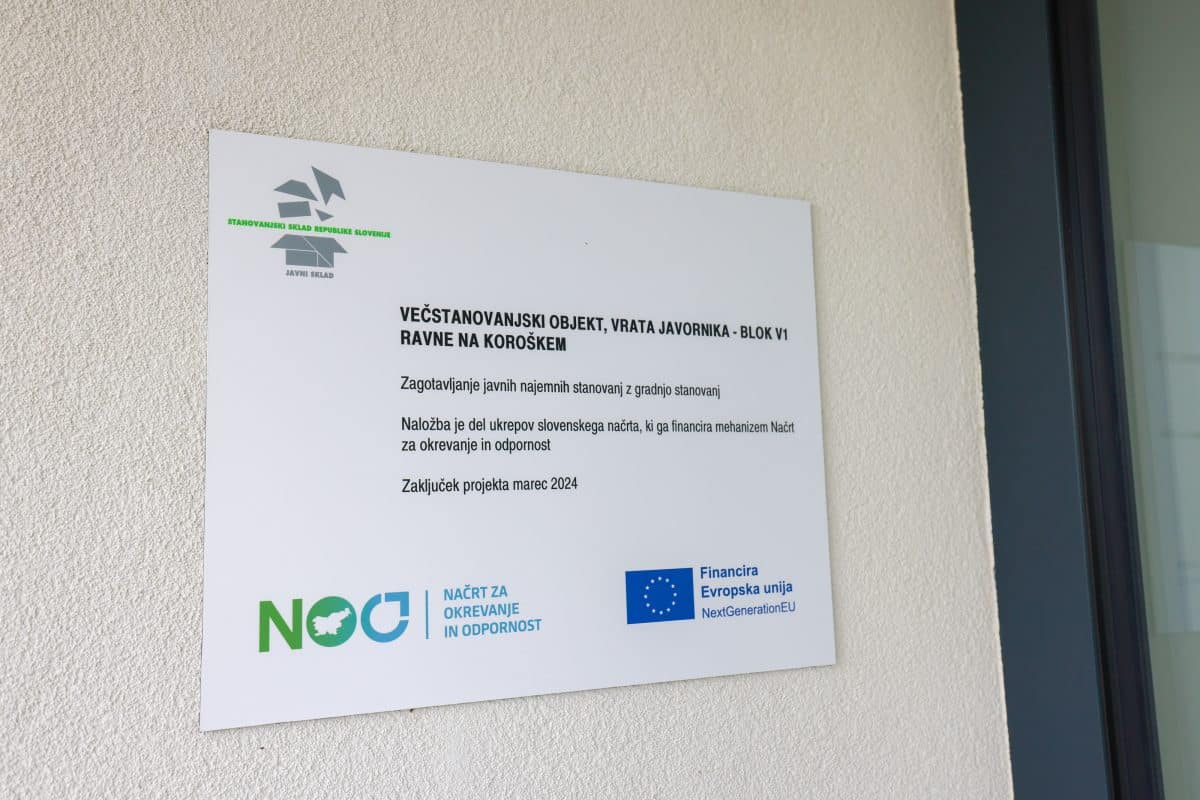 STANOVANJSKI SKLAD REPUBLIKE SLOVENIJE
JAVNI SKLAD
VEČSTANOVANJSKI OBJEKT, VRATA JAVORNIKA - BLOK V1
RAVNE NA KOROŠKEM
Zagotavljanje javnih najemnih stanovanj z gradnjo stanovanj
Naložba je del ukrepov slovenskega načrta, ki ga financira mehanizem Načrt
za okrevanje in odpornost
Zaključek projekta marec 2024
NOO
NAČRT ZA
OKREVANJE
IN ODPORNOST
Financira
Evropska unija
NextGenerationEU